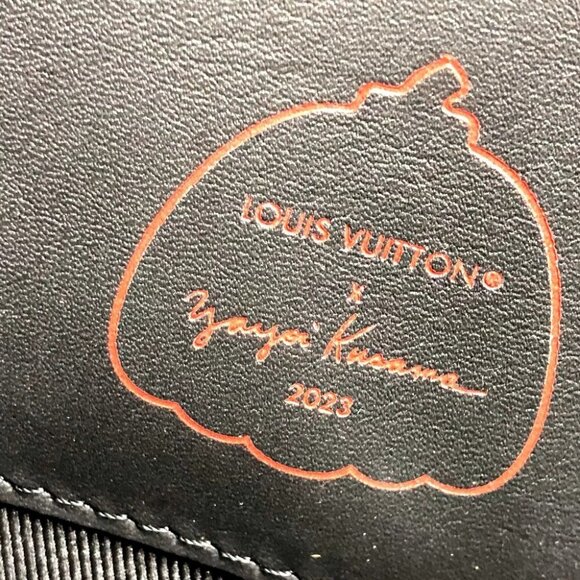 LOUIS VUITTON®
x
Yayoi Kusama
2023